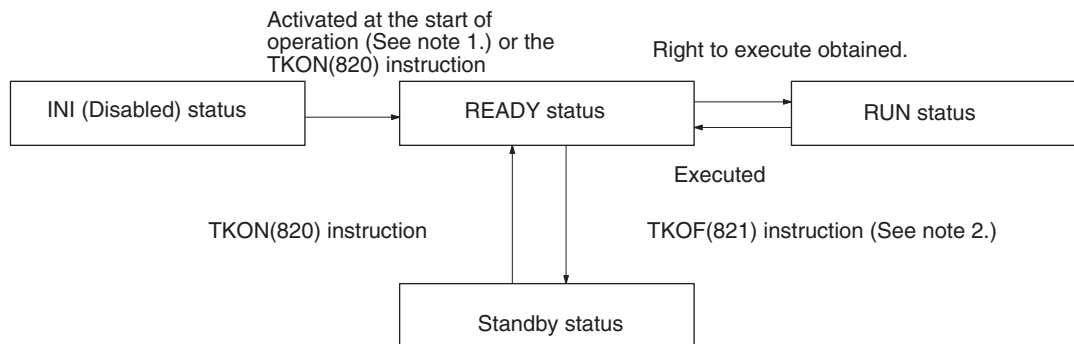 Activated at the start of
operation (See note 1.) or the
TKON(820) instruction
Right to execute obtained.
INI (Disabled) status
READY status
RUN status
Executed
TKON(820) instruction
TKOF(821) instruction (See note 2.)
Standby status